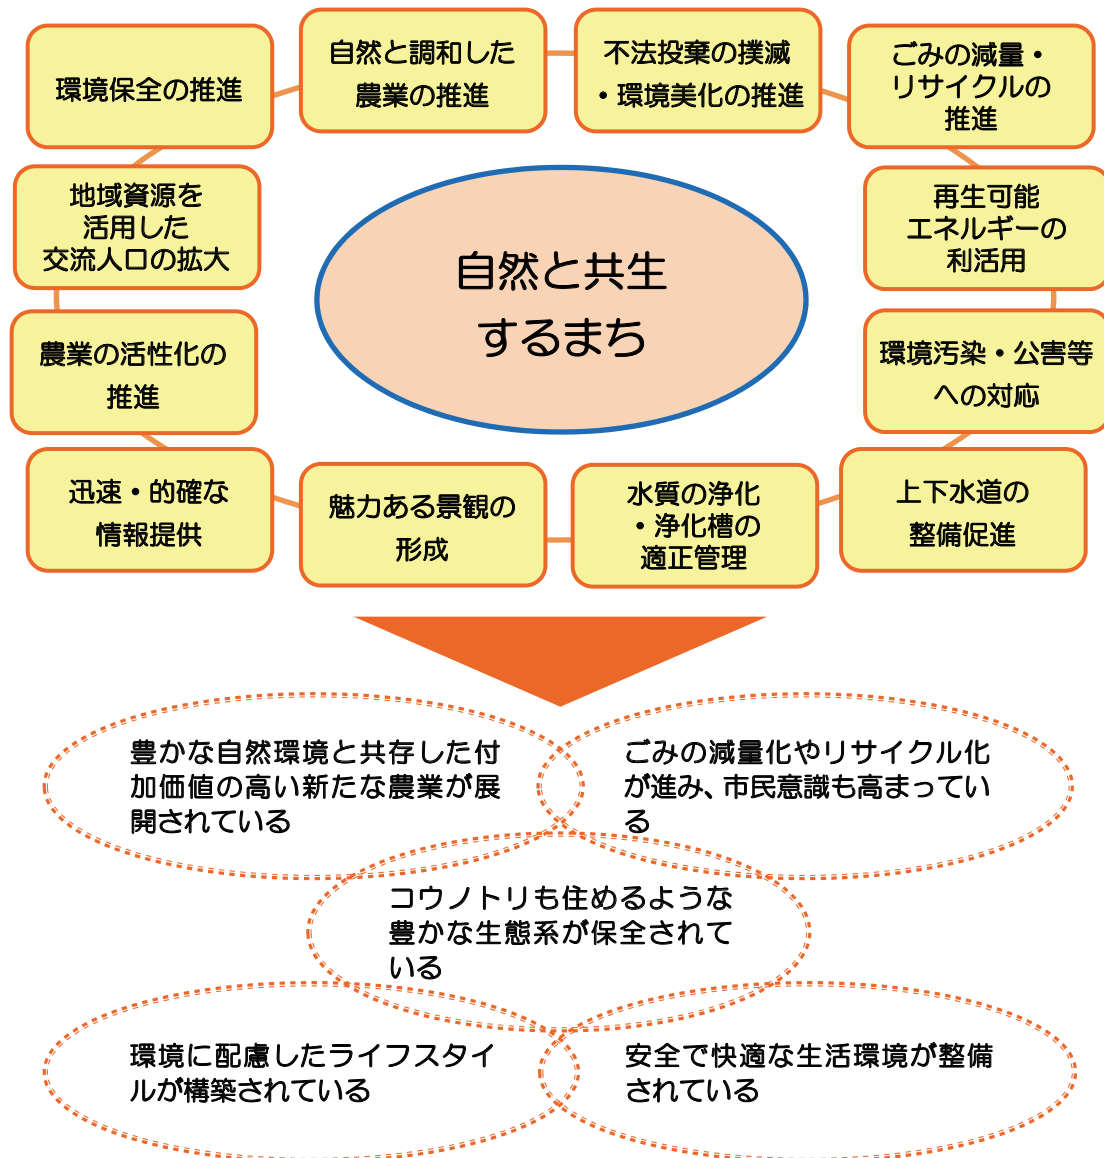 環境保全の推進
自然と調和した
農業の推進
不法投棄の撲滅
・環境美化の推進
ごみの減量・
リサイクルの
推進
地域資源を
活用した
交流人口の拡大
自然と共生
するまち
再生可能
エネルギーの
利活用
農業の活性化の
推進
環境汚染・公害等
への対応
迅速・的確な
情報提供
魅力ある景観の
形成
水質の浄化
・浄化槽の
適正管理
上下水道の
整備促進
豊かな自然環境と共存した付
加価値の高い新たな農業が展
開されている
ごみの減量化やリサイクル化
が進み、市民意識も高まってい
る
コウノトリも住めるような
豊かな生態系が保全されて
いる
環境に配慮したライフスタイ
ルが構築されている
安全で快適な生活環境が整備
されている